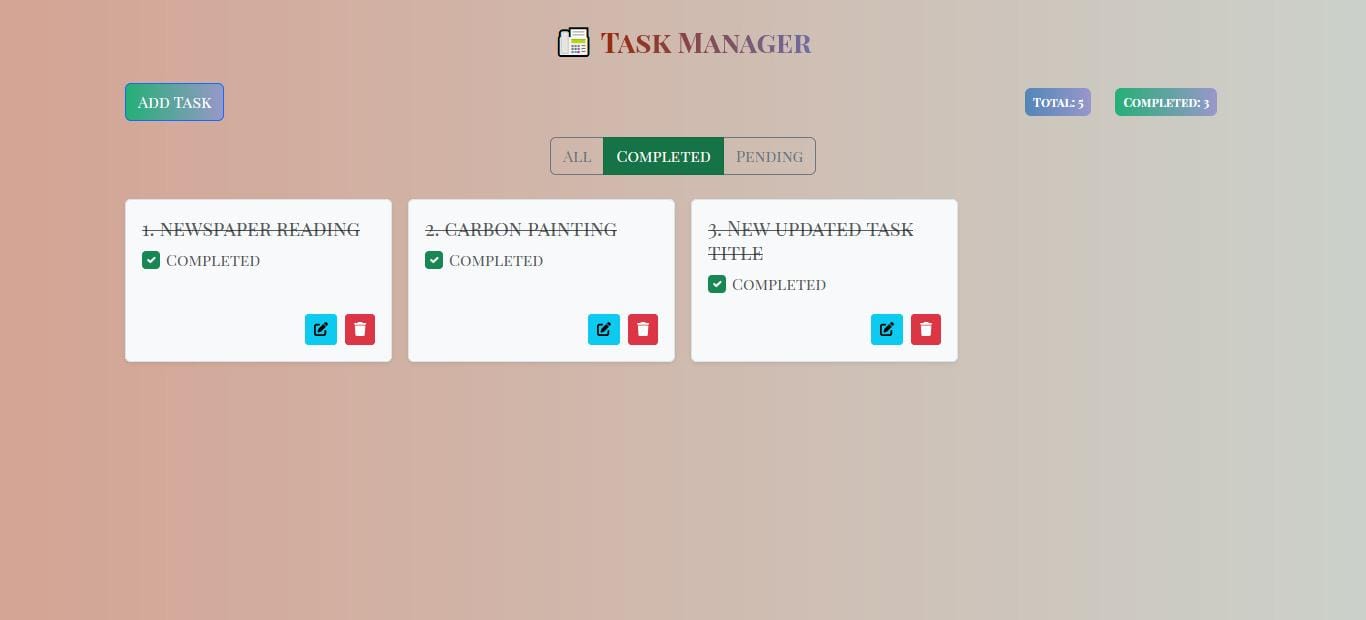 Task Manager
Add Task
Total: 5
Completed: 3
All
Completed
Pending
1. newspaper reading
Completed
2. carbon painting
Completed
3. New updated task
title
Completed